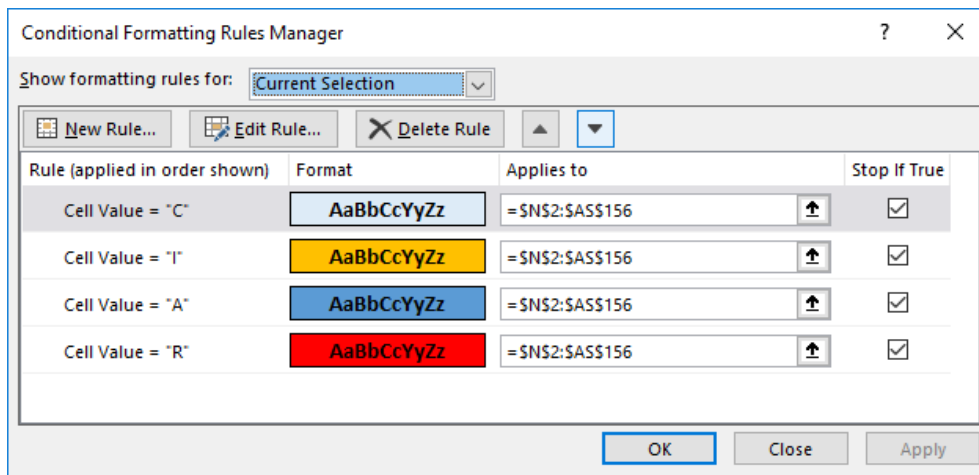 Conditional Formatting Rules Manager ?
Show formatting rules for: Current Selection
New Rule... Edit Rule... Delete Rule
Rule (applied in order shown) Format Applies to Stop If True
Cell Value = "C" AaBbCcYyZz =$N$2:$AS$156
Cell Value = "I" AaBbCcYyZz =$N$2:$AS$156
Cell Value = "A" AaBbCcYyZz =$N$2:$AS$156
Cell Value = "R" AaBbCcYyZz =$N$2:$AS$156
OK Close Apply